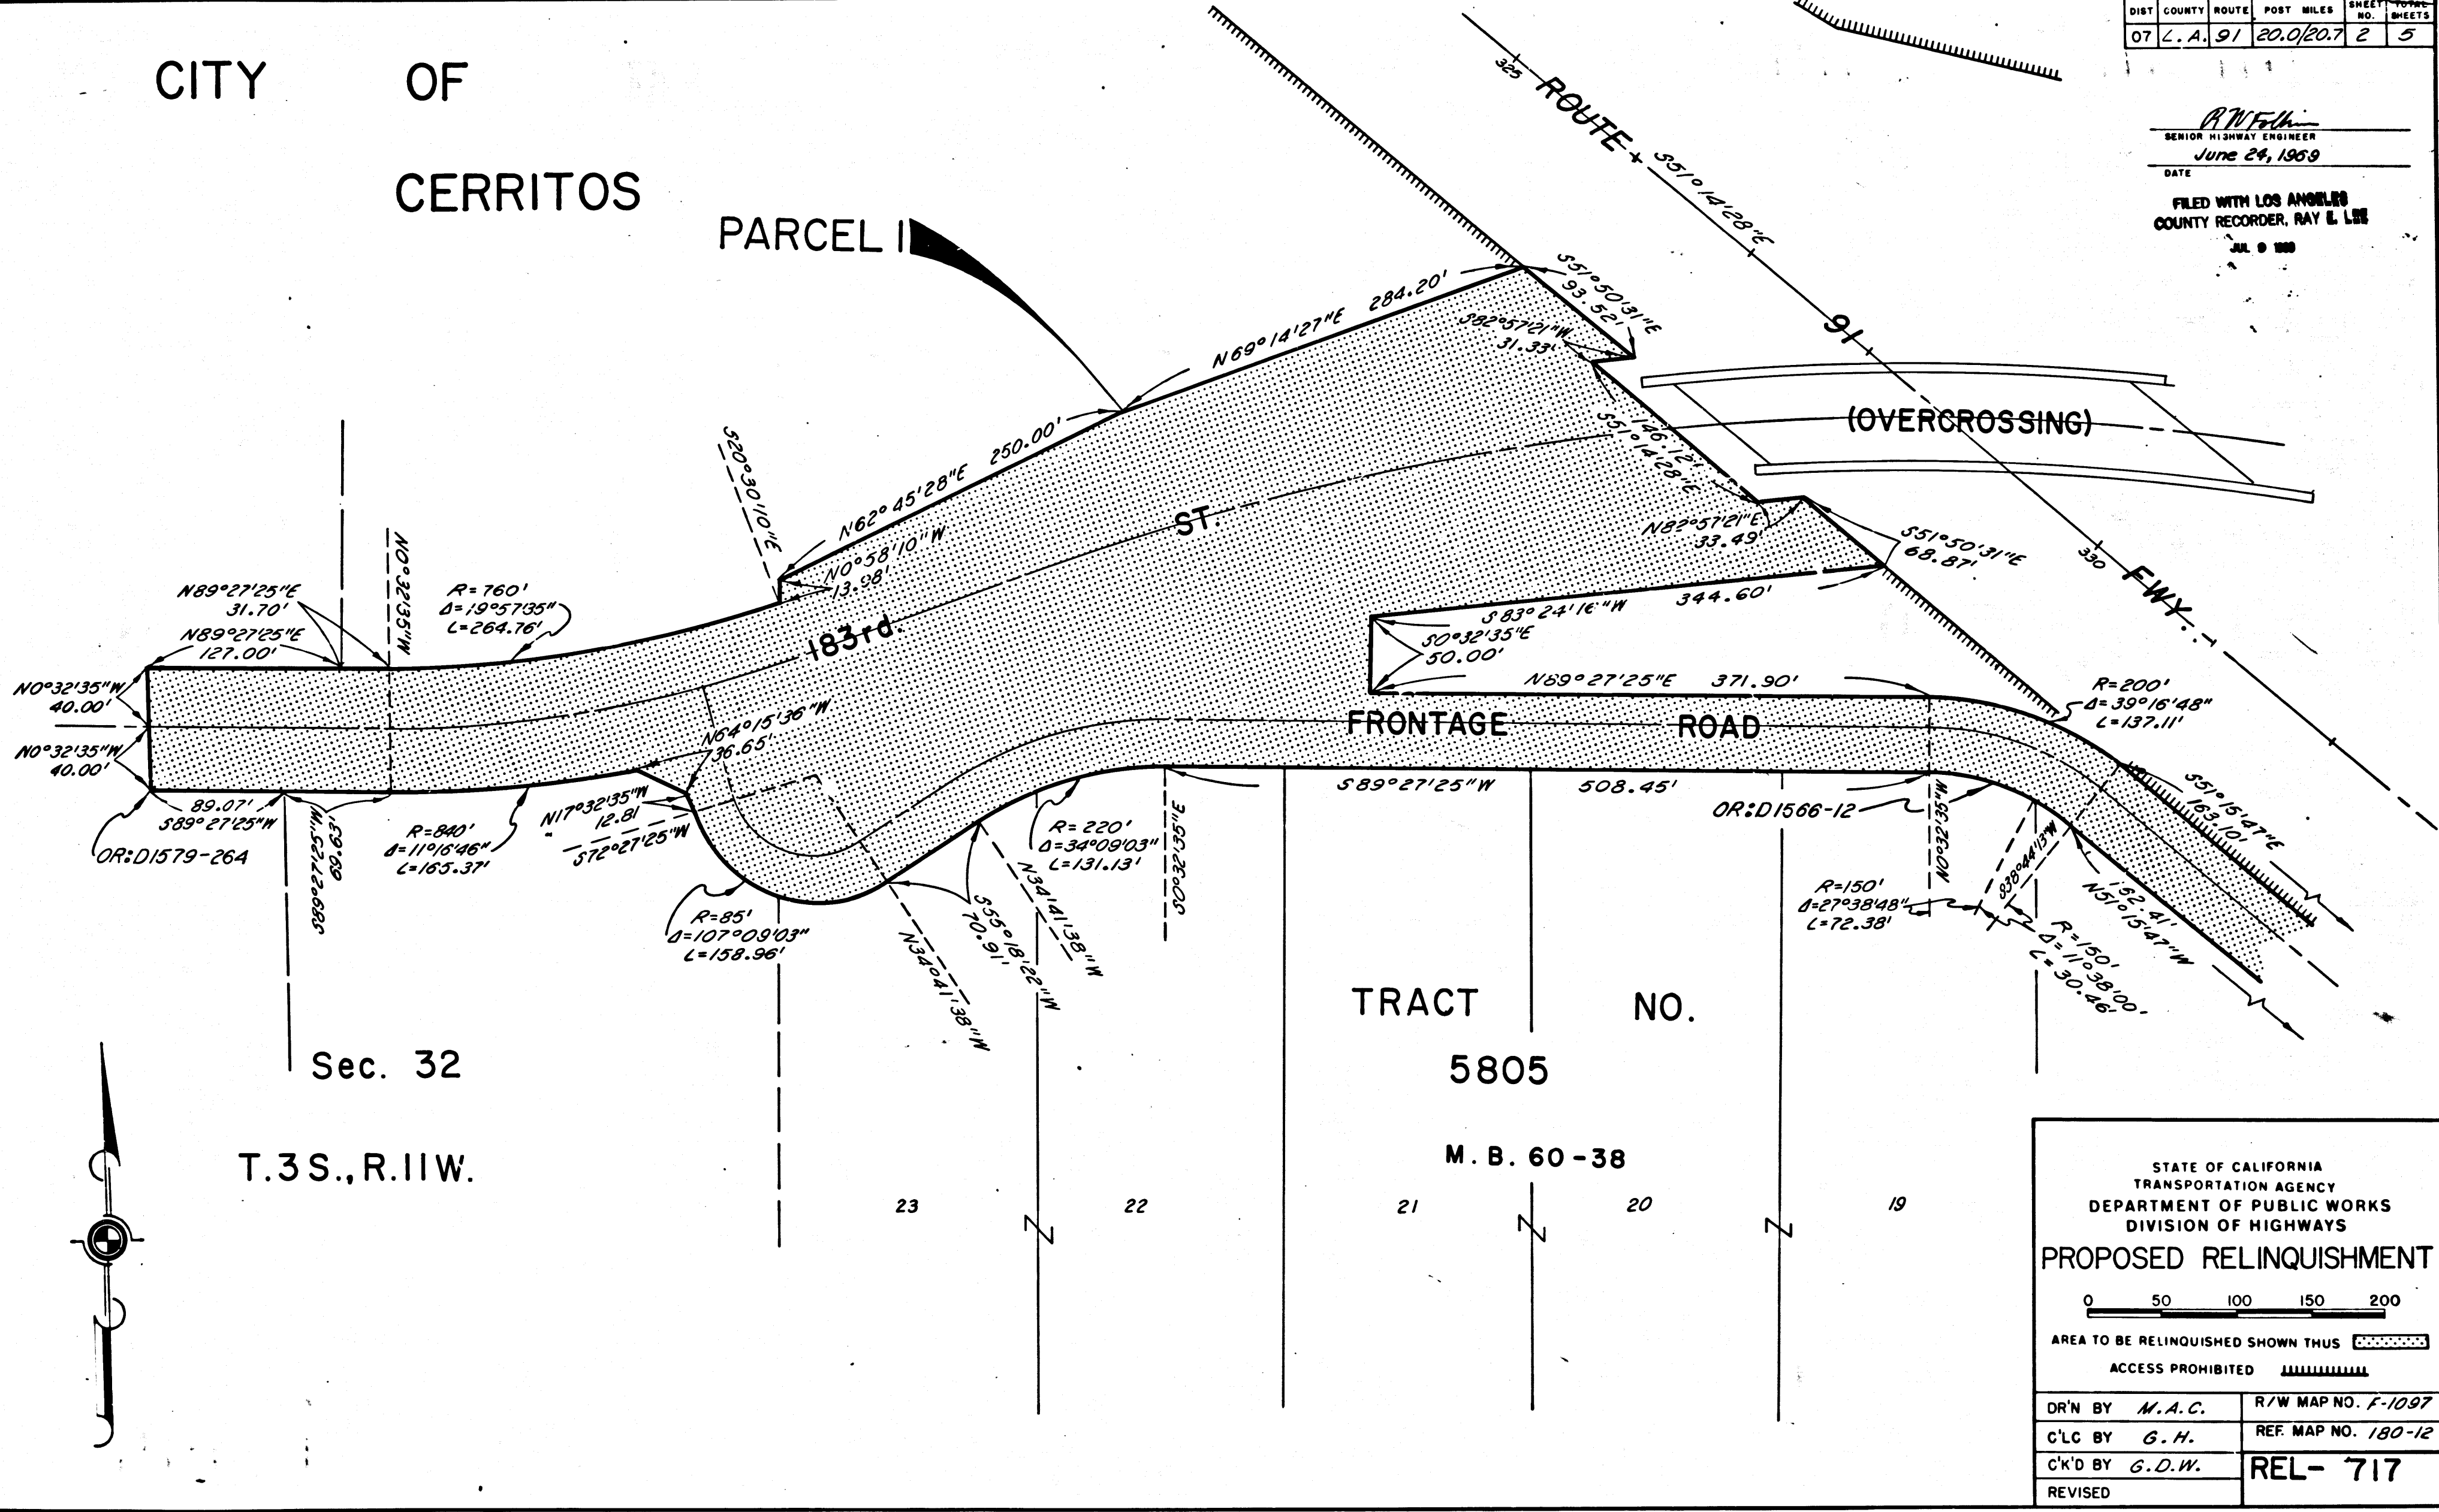 DIST COUNTY ROUTE POST MILES SHEET NO. TOTAL SHEETS
07 L.A. 91 20.0/20.7 2 5
SENIOR HIGHWAY ENGINEER
June 24, 1969
DATE
FILED WITH LOS ANGELES
COUNTY RECORDER, RAY E. LEE
JUL 9 1969
CITY OF
CERRITOS
PARCEL 1
325
ROUTE
S51°14'28"E
91
330
FWY.
(OVERCROSSING)
S51°50'31"E
93.52'
S82°57'21"W
31.33'
N69°14'27"E 284.20'
N62°45'28"E 250.00'
146.12'
S51°14'28"E
N82°57'21"E
33.49'
S51°50'31"E
68.87'
S20°30'10"E
N0°58'10"W
13.98'
183rd. ST.
N0°32'35"W
N89°27'25"E
31.70'
N89°27'25"E
127.00'
R=760'
Δ=19°57'35"
L=264.76'
N0°32'35"W
40.00'
N0°32'35"W
40.00'
S83°24'16"W 344.60'
S0°32'35"E
50.00'
N89°27'25"E 371.90'
R=200'
Δ=39°16'48"
L=137.11'
FRONTAGE ROAD
N64°15'36"W
36.65'
89.07'
S89°27'25"W
OR:D1579-264
69.63'
S89°27'25"W
R=840'
Δ=11°16'46"
L=165.37'
N17°32'35"W
12.81
S72°27'25"W
R=85'
Δ=107°09'03"
L=158.96'
N34°41'38"W
S55°18'22"W
70.91'
N34°41'38"W
R=220'
Δ=34°09'03"
L=131.13'
S0°32'35"E
S89°27'25"W 508.45'
OR:D1566-12
N0°32'35"W
R=150'
Δ=27°38'48"
L=72.38'
S38°44'13"W
R=150'
Δ=11°38'00"
L=30.46'
152.41'
N51°15'47"W
S51°15'47"E
163.10'
TRACT NO.
5805
M.B. 60-38
Sec. 32
T.3S., R.11W.
23 22 21 20 19
STATE OF CALIFORNIA
TRANSPORTATION AGENCY
DEPARTMENT OF PUBLIC WORKS
DIVISION OF HIGHWAYS
PROPOSED RELINQUISHMENT
0 50 100 150 200
AREA TO BE RELINQUISHED SHOWN THUS
ACCESS PROHIBITED
DR'N BY M.A.C.
R/W MAP NO. F-1097
C'LC BY G.H.
REF. MAP NO. 180-12
C'K'D BY G.D.W.
REL- 717
REVISED